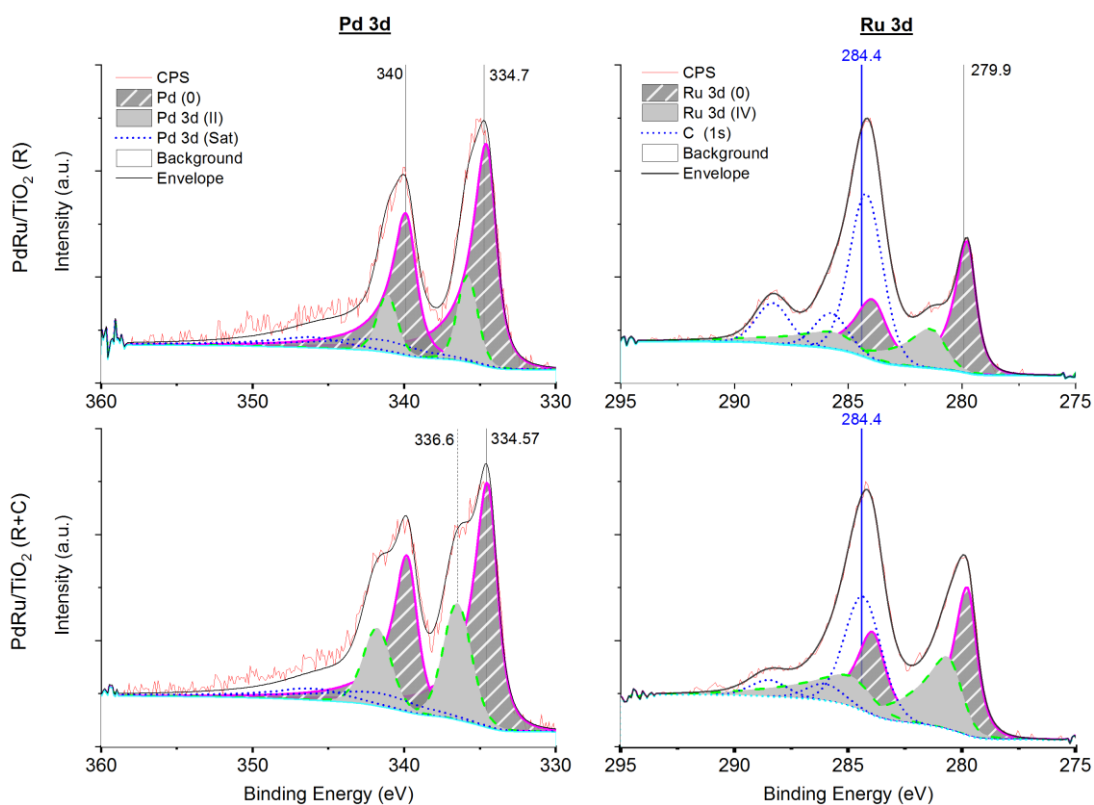 Pd 3d
Ru 3d
PdRu/TiO₂ (R)
Intensity (a.u.)
CPS
Pd (0)
Pd 3d (II)
Pd 3d (Sat)
Background
Envelope
340
334.7
360
350
340
330
284.4
279.9
CPS
Ru 3d (0)
Ru 3d (IV)
C (1s)
Background
Envelope
295
290
285
280
275
PdRu/TiO₂ (R+C)
Intensity (a.u.)
336.6
334.57
360
350
340
330
Binding Energy (eV)
284.4
295
290
285
280
275
Binding Energy (eV)